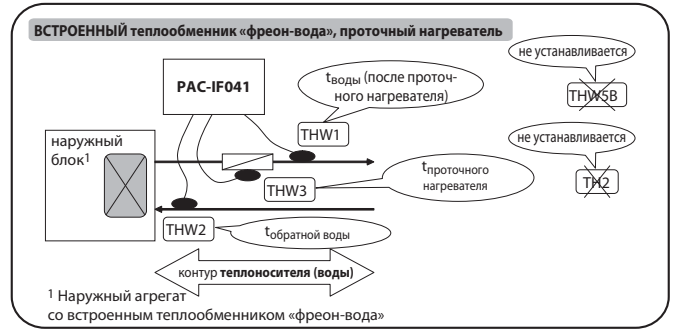 ВСТРОЕННЫЙ теплообменник «фреон-вода», проточный нагреватель
не устанавливается
THW5B
PAC-IF041
tводы (после проточ-
ного нагревателя)
THW1
не устанавливается
TH2
наружный
блок1
THW3
tпроточного
нагревателя
THW2
tобратной воды
контур теплоносителя (воды)
1 Наружный агрегат
со встроенным теплообменником «фреон-вода»